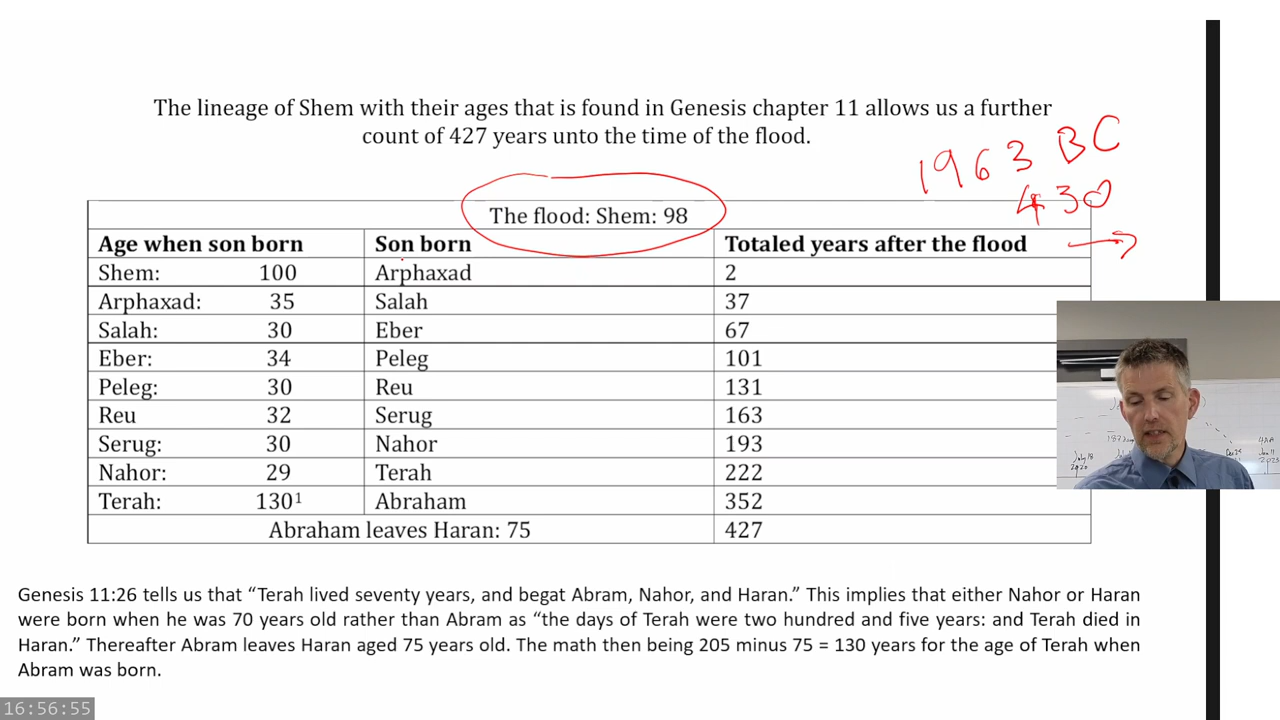 The lineage of Shem with their ages that is found in Genesis chapter 11 allows us a further
count of 427 years unto the time of the flood.
1963 BC
430
The flood: Shem: 98
Age when son born Son born Totaled years after the flood
Shem: 100 Arphaxad 2
Arphaxad: 35 Salah 37
Salah: 30 Eber 67
Eber: 34 Peleg 101
Peleg: 30 Reu 131
Reu 32 Serug 163
Serug: 30 Nahor 193
Nahor: 29 Terah 222
Terah: 130¹ Abraham 352
Abraham leaves Haran: 75 427
July 18
2020
Genesis 11:26 tells us that “Terah lived seventy years, and begat Abram, Nahor, and Haran.” This implies that either Nahor or Haran
were born when he was 70 years old rather than Abram as “the days of Terah were two hundred and five years: and Terah died in
Haran.” Thereafter Abram leaves Haran aged 75 years old. The math then being 205 minus 75 = 130 years for the age of Terah when
Abram was born.
16:56:55